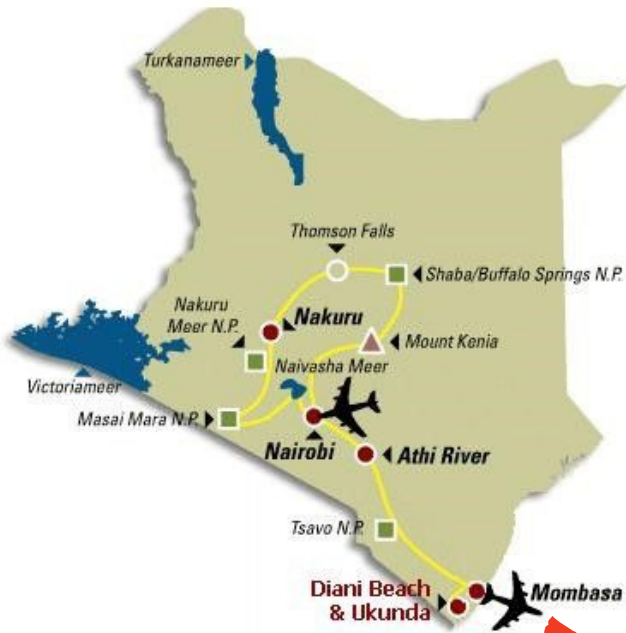 Turkanameer
Thomson Falls
Shaba/Buffalo Springs N.P.
Nakuru
Meer N.P.
Nakuru
Mount Kenia
Naivasha Meer
Victoriameer
Masai Mara N.P.
Nairobi
Athi River
Tsavo N.P.
Diani Beach
& Ukunda
Mombasa